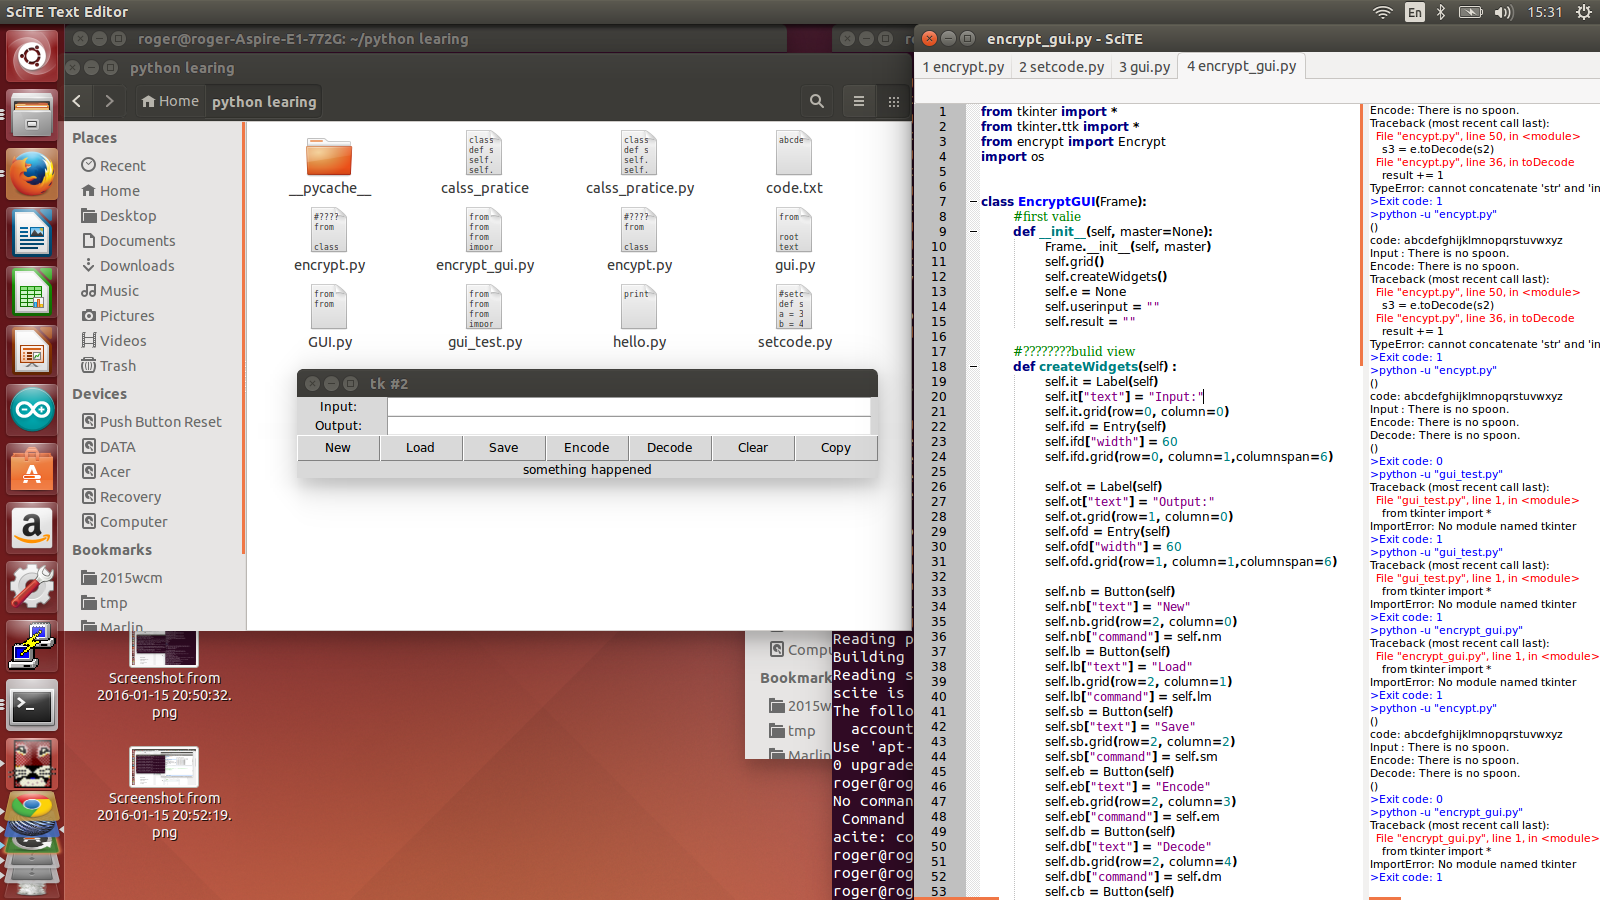 SciTE Text Editor
En
15:31
roger@roger-Aspire-E1-772G: ~/python learing
python learing
Home
python learing
Places
Recent
Home
Desktop
Documents
Downloads
Music
Pictures
Videos
Trash
Devices
Push Button Reset
DATA
Acer
Recovery
Computer
Bookmarks
2015wcm
tmp
Marlin
__pycache__
calss_pratice
calss_pratice.py
code.txt
encrypt.py
encrypt_gui.py
encypt.py
gui.py
GUI.py
gui_test.py
hello.py
setcode.py
tk #2
Input:
Output:
New Load Save Encode Decode Clear Copy
something happened
Screenshot from
2016-01-15 20:50:32.
png
Screenshot from
2016-01-15 20:52:19.
png
Compu
Bookmark
2015w
tmp
Marlin
Reading p
Building
Reading s
scite is
The follo
account
Use 'apt-
0 upgrade
roger@rog
No comman
Command
acite: co
roger@rog
roger@rog
roger@rog
encrypt_gui.py - SciTE
1 encrypt.py 2 setcode.py 3 gui.py 4 encrypt_gui.py
1 from tkinter import *
2 from tkinter.ttk import *
3 from encrypt import Encrypt
4 import os
5
6
7 class EncryptGUI(Frame):
8 #first valie
9 def __init__(self, master=None):
10 Frame.__init__(self, master)
11 self.grid()
12 self.createWidgets()
13 self.e = None
14 self.userinput = ""
15 self.result = ""
16
17 #????????bulid view
18 def createWidgets(self) :
19 self.it = Label(self)
20 self.it["text"] = "Input:"
21 self.it.grid(row=0, column=0)
22 self.ifd = Entry(self)
23 self.ifd["width"] = 60
24 self.ifd.grid(row=0, column=1,columnspan=6)
25
26 self.ot = Label(self)
27 self.ot["text"] = "Output:"
28 self.ot.grid(row=1, column=0)
29 self.ofd = Entry(self)
30 self.ofd["width"] = 60
31 self.ofd.grid(row=1, column=1,columnspan=6)
32
33 self.nb = Button(self)
34 self.nb["text"] = "New"
35 self.nb.grid(row=2, column=0)
36 self.nb["command"] = self.nm
37 self.lb = Button(self)
38 self.lb["text"] = "Load"
39 self.lb.grid(row=2, column=1)
40 self.lb["command"] = self.lm
41 self.sb = Button(self)
42 self.sb["text"] = "Save"
43 self.sb.grid(row=2, column=2)
44 self.sb["command"] = self.sm
45 self.eb = Button(self)
46 self.eb["text"] = "Encode"
47 self.eb.grid(row=2, column=3)
48 self.eb["command"] = self.em
49 self.db = Button(self)
50 self.db["text"] = "Decode"
51 self.db.grid(row=2, column=4)
52 self.db["command"] = self.dm
53 self.cb = Button(self)
Encode: There is no spoon.
Traceback (most recent call last):
File "encypt.py", line 50, in <module>
s3 = e.toDecode(s2)
File "encypt.py", line 36, in toDecode
result += 1
TypeError: cannot concatenate 'str' and 'in
>Exit code: 1
>python -u "encypt.py"
()
code: abcdefghijklmnopqrstuvwxyz
Input : There is no spoon.
Encode: There is no spoon.
Traceback (most recent call last):
File "encypt.py", line 50, in <module>
s3 = e.toDecode(s2)
File "encypt.py", line 36, in toDecode
result += 1
TypeError: cannot concatenate 'str' and 'in
>Exit code: 1
>python -u "encypt.py"
()
code: abcdefghijklmnopqrstuvwxyz
Input : There is no spoon.
Encode: There is no spoon.
Decode: There is no spoon.
()
>Exit code: 0
>python -u "gui_test.py"
Traceback (most recent call last):
File "gui_test.py", line 1, in <module>
from tkinter import *
ImportError: No module named tkinter
>Exit code: 1
>python -u "gui_test.py"
Traceback (most recent call last):
File "gui_test.py", line 1, in <module>
from tkinter import *
ImportError: No module named tkinter
>Exit code: 1
>python -u "encrypt_gui.py"
Traceback (most recent call last):
File "encrypt_gui.py", line 1, in <module>
from tkinter import *
ImportError: No module named tkinter
>Exit code: 1
>python -u "encypt.py"
()
code: abcdefghijklmnopqrstuvwxyz
Input : There is no spoon.
Encode: There is no spoon.
Decode: There is no spoon.
()
>Exit code: 0
>python -u "encrypt_gui.py"
Traceback (most recent call last):
File "encrypt_gui.py", line 1, in <module>
from tkinter import *
ImportError: No module named tkinter
>Exit code: 1